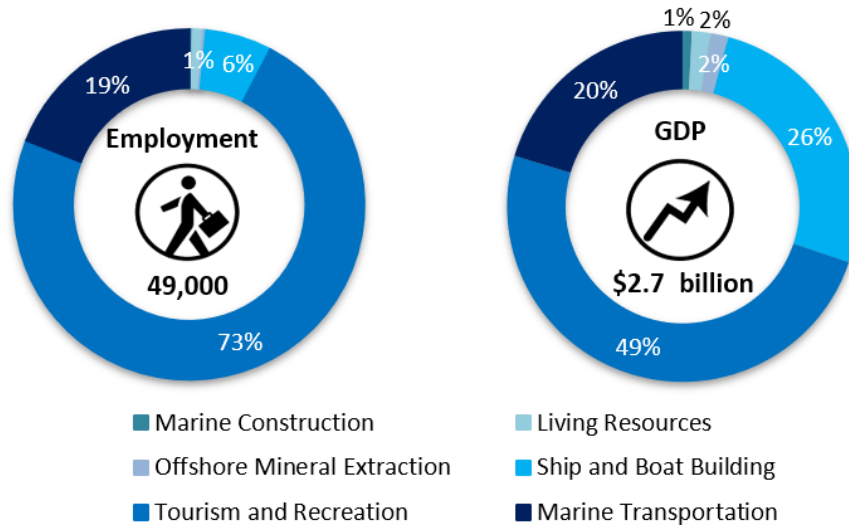 1% 2%
1% 6%
2%
19%
20%
26%
Employment
GDP
49,000
$2.7 billion
73%
49%
Marine Construction
Living Resources
Offshore Mineral Extraction
Ship and Boat Building
Tourism and Recreation
Marine Transportation